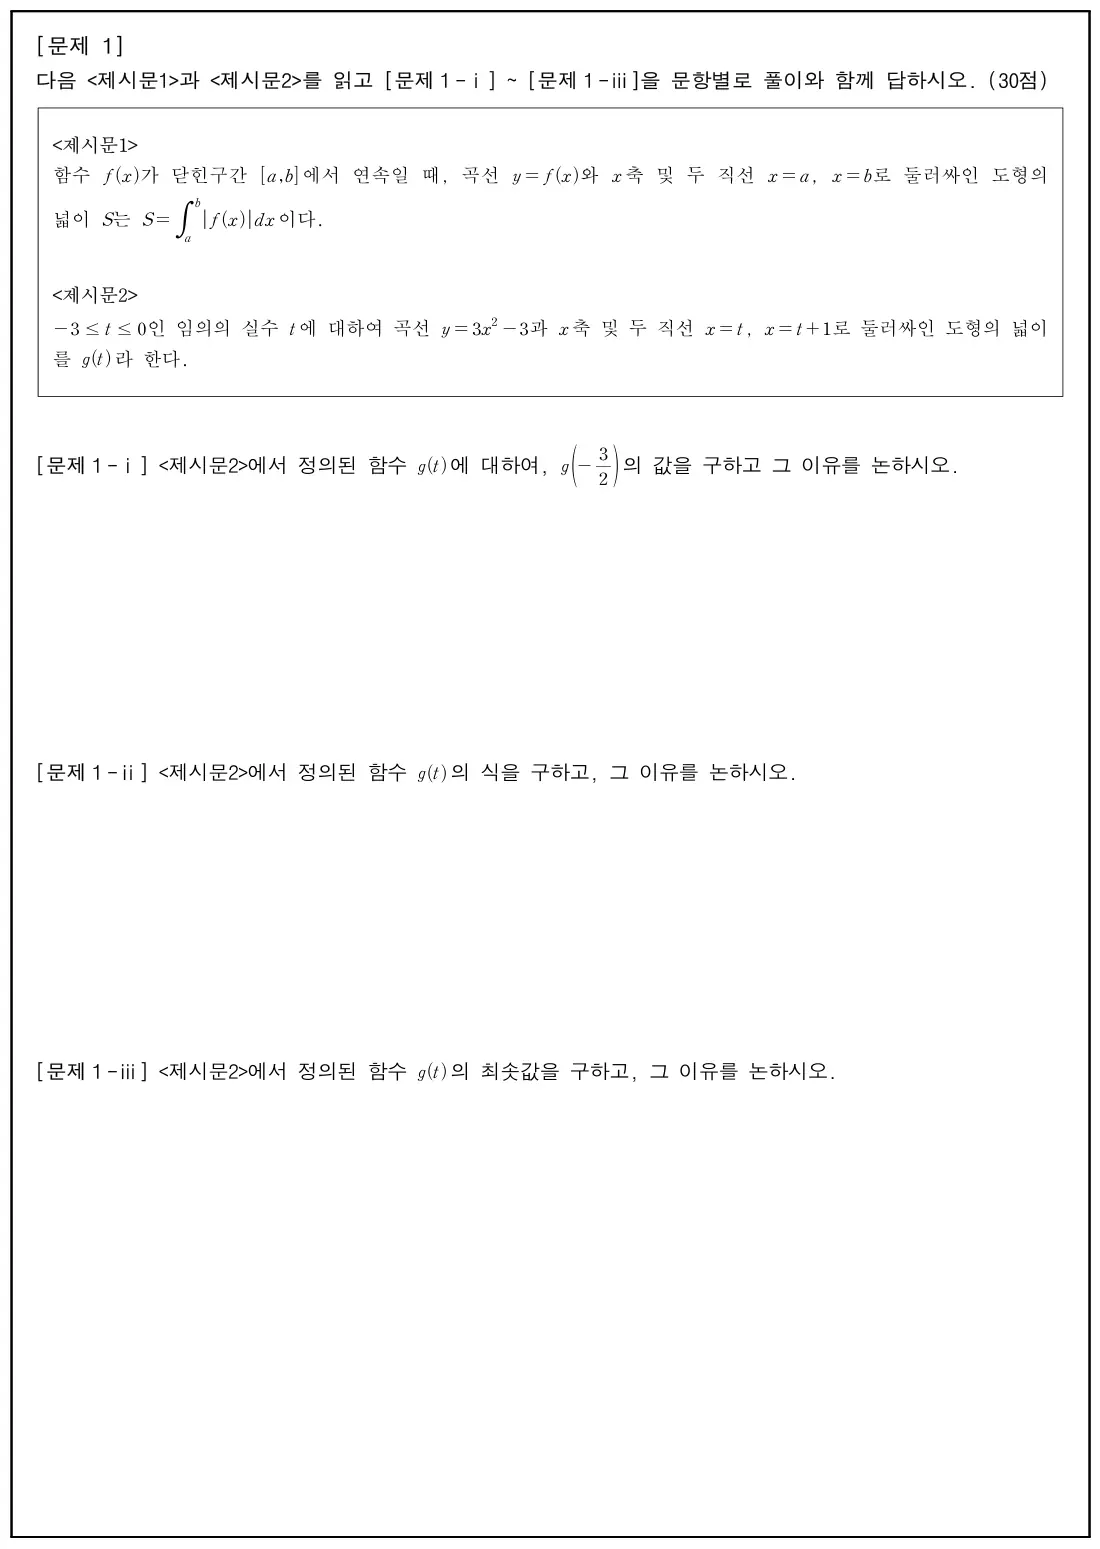 [문제 1]
다음 <제시문1>과 <제시문2>를 읽고 [문제 1-ⅰ] ~ [문제 1-ⅲ]을 문항별로 풀이와 함께 답하시오. (30점)
<제시문1>
함수 f(x)가 닫힌구간 [a,b]에서 연속일 때, 곡선 y=f(x)와 x축 및 두 직선 x=a, x=b로 둘러싸인 도형의
넓이 S는 S=∫_a^b |f(x)|dx이다.
<제시문2>
-3≤t≤0인 임의의 실수 t에 대하여 곡선 y=3x²-3과 x축 및 두 직선 x=t, x=t+1로 둘러싸인 도형의 넓이
를 g(t)라 한다.
[문제 1-ⅰ] <제시문2>에서 정의된 함수 g(t)에 대하여, g(-3/2)의 값을 구하고 그 이유를 논하시오.
[문제 1-ⅱ] <제시문2>에서 정의된 함수 g(t)의 식을 구하고, 그 이유를 논하시오.
[문제 1-ⅲ] <제시문2>에서 정의된 함수 g(t)의 최솟값을 구하고, 그 이유를 논하시오.